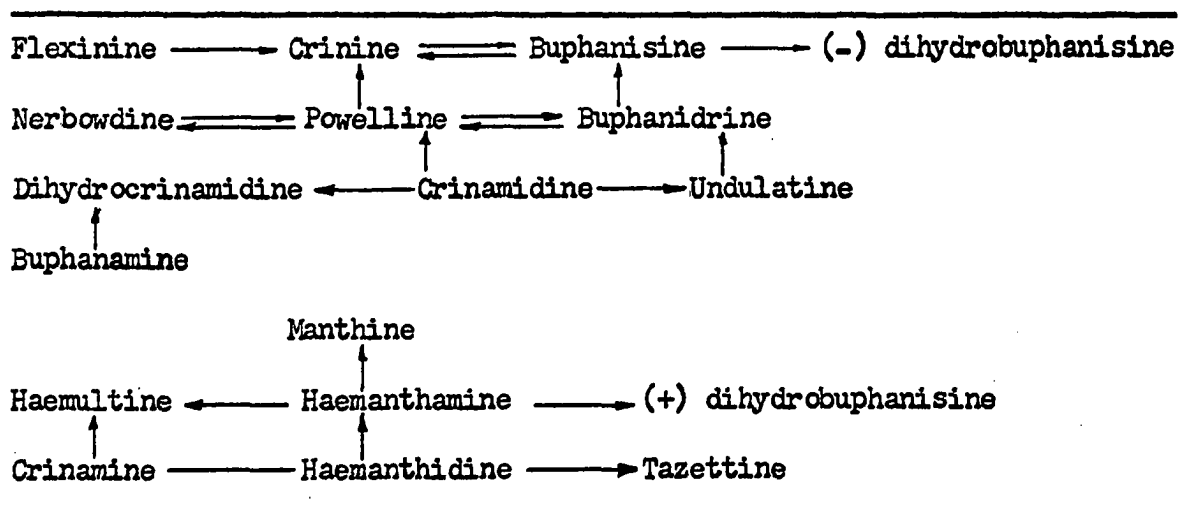 Flexinine Crinine Buphanisine (-) dihydrobuphanisine
Nerbowdine Powelline Buphanidrine
Dihydrocrinamidine Crinamidine Undulatine
Buphanamine
Manthine
Haemultine Haemanthamine (+) dihydrobuphanisine
Crinamine Haemanthidine Tazettine